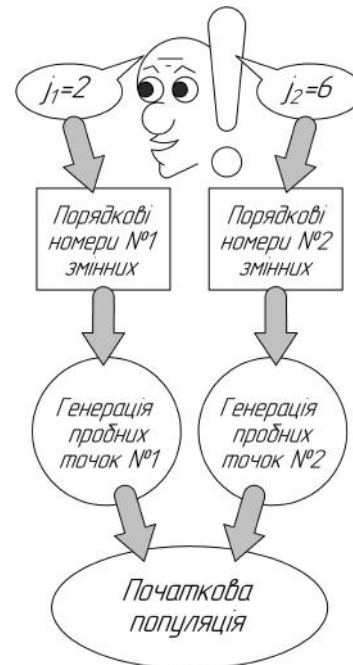 j₁=2
j₂=6
Порядкові
номери №1
змінних
Порядкові
номери №2
змінних
Генерація
пробних
точок №1
Генерація
пробних
точок №2
Початкова
популяція